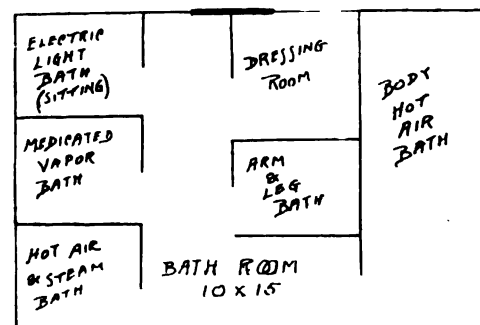 ELECTRIC
LIGHT
BATH
(SITTING)
DRESSING
ROOM
BODY
HOT
AIR
BATH
MEDICATED
VAPOR
BATH
ARM
&
LEG
BATH
HOT AIR
& STEAM
BATH
BATH ROOM
10 x 15